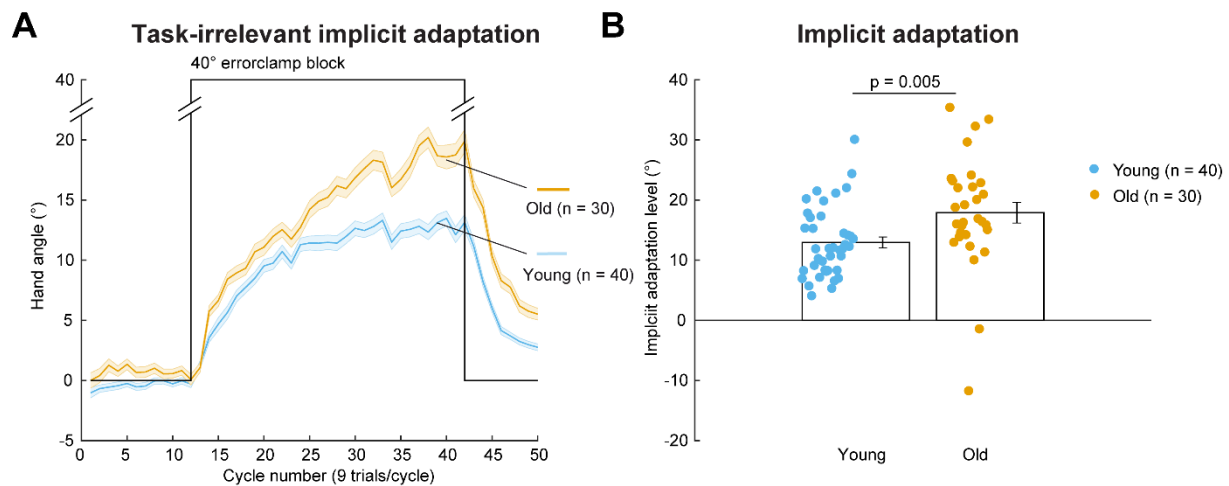 A
Task-irrelevant implicit adaptation
40° errorclamp block
40
20
15
10
5
0
-5
Hand angle (°)
Old (n = 30)
Young (n = 40)
0 5 10 15 20 25 30 35 40 45 50
Cycle number (9 trials/cycle)
B
Implicit adaptation
p = 0.005
40
30
20
10
0
-10
-20
Implciit adaptation level (°)
Young (n = 40)
Old (n = 30)
Young Old